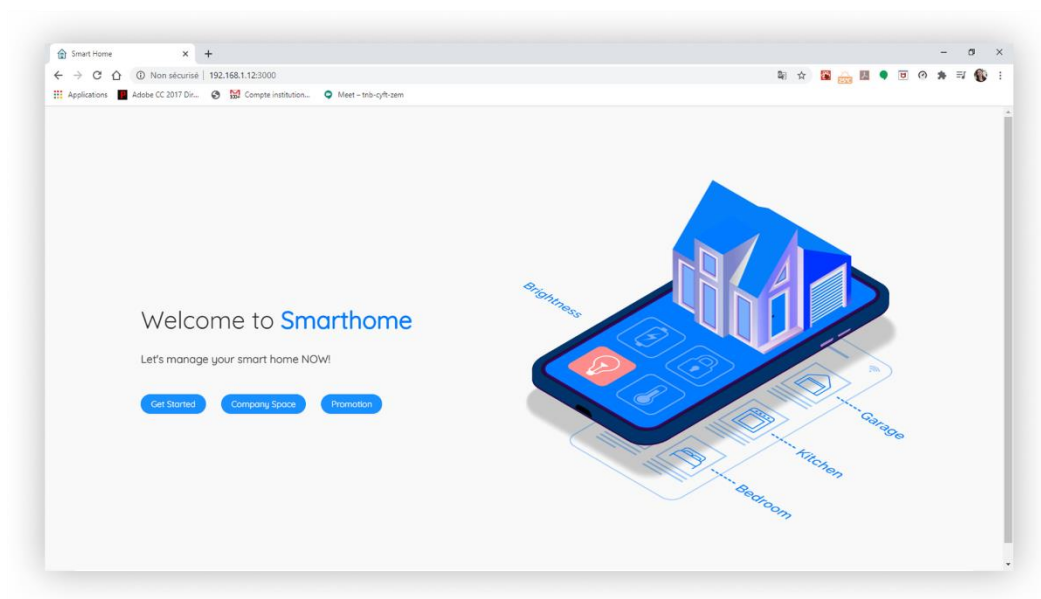 Smart Home
Non sécurisé | 192.168.1.12:3000
Applications
Adobe CC 2017 Dir...
Compte institution...
Meet – tnb-cyft-zem
Welcome to Smarthome
Let's manage your smart home NOW!
Get Started
Company Space
Promotion
Brightness
Garage
Kitchen
Bedroom